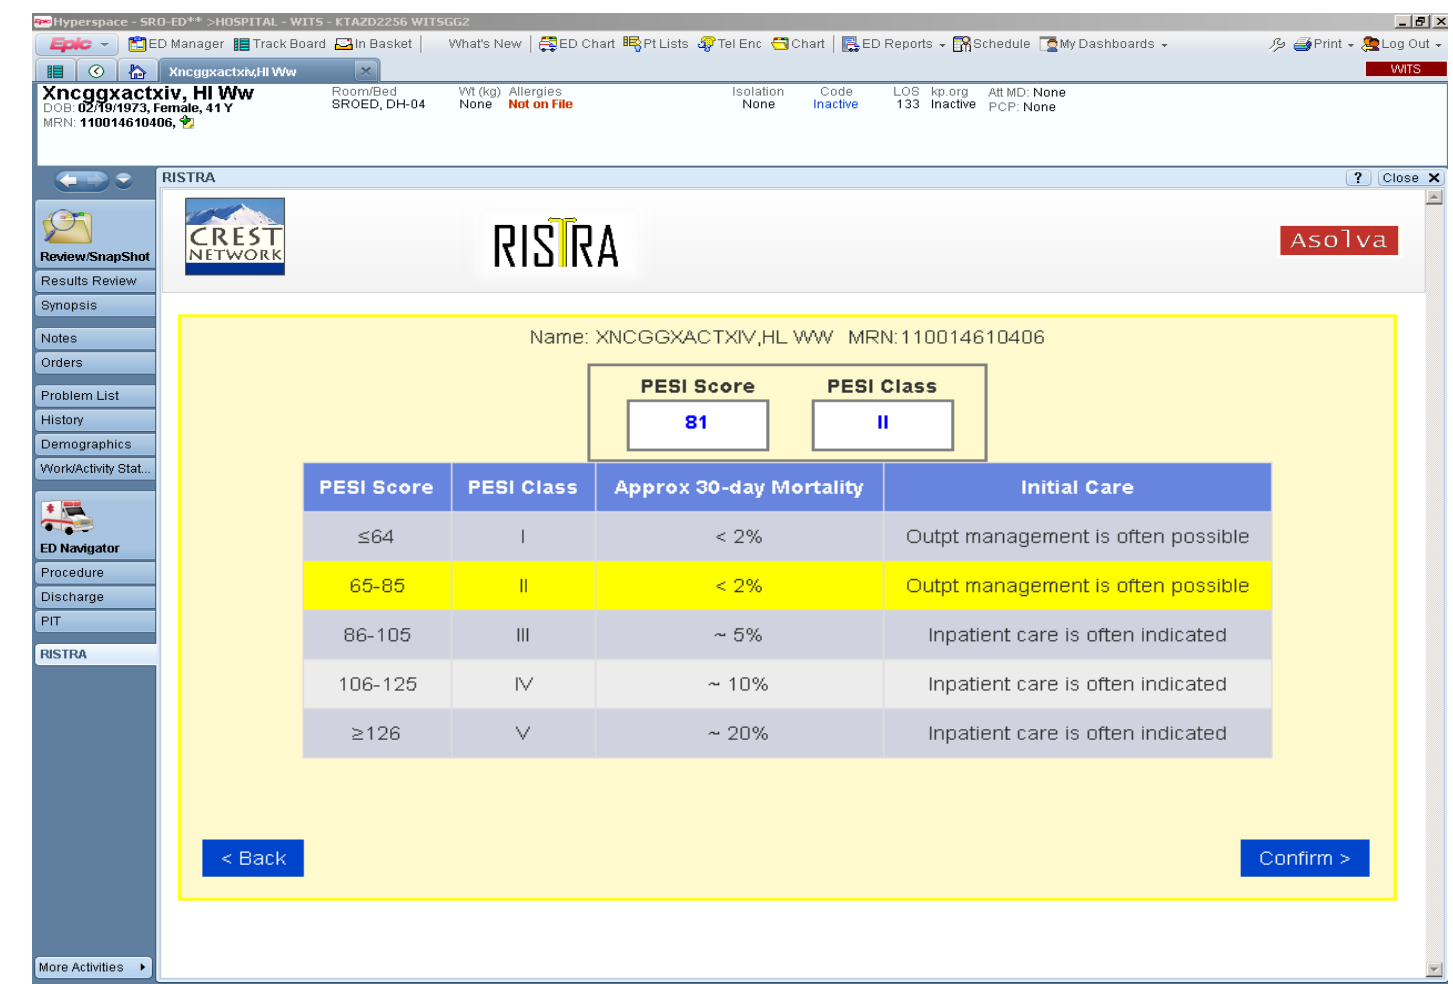 Epic Hyperspace - SRO-ED** >HOSPITAL - WITS - KTAZD2256 WITSGG2
Epic ED Manager Track Board In Basket What's New ED Chart Pt Lists Tel Enc Chart ED Reports Schedule My Dashboards Print Log Out
Xncggxactxiv,Hl Ww WITS
Xncggxactxiv, Hl Ww Room/Bed Wt (kg) Allergies Isolation Code LOS kp.org Att MD: None
DOB: 02/19/1973, Female, 41 Y SROED, DH-04 None Not on File None Inactive 133 Inactive PCP: None
MRN: 110014610406,
RISTRA ? Close X
CREST
NETWORK
RISTRA
Asolva
Review/SnapShot
Results Review
Synopsis
Notes
Orders
Problem List
History
Demographics
Work/Activity Stat...
ED Navigator
Procedure
Discharge
PIT
RISTRA
More Activities
Name: XNCGGXACTXIV,HL WW MRN:110014610406
PESI Score PESI Class
81 II
PESI Score PESI Class Approx 30-day Mortality Initial Care
≤64 I < 2% Outpt management is often possible
65-85 II < 2% Outpt management is often possible
86-105 III ~ 5% Inpatient care is often indicated
106-125 IV ~ 10% Inpatient care is often indicated
≥126 V ~ 20% Inpatient care is often indicated
< Back Confirm >